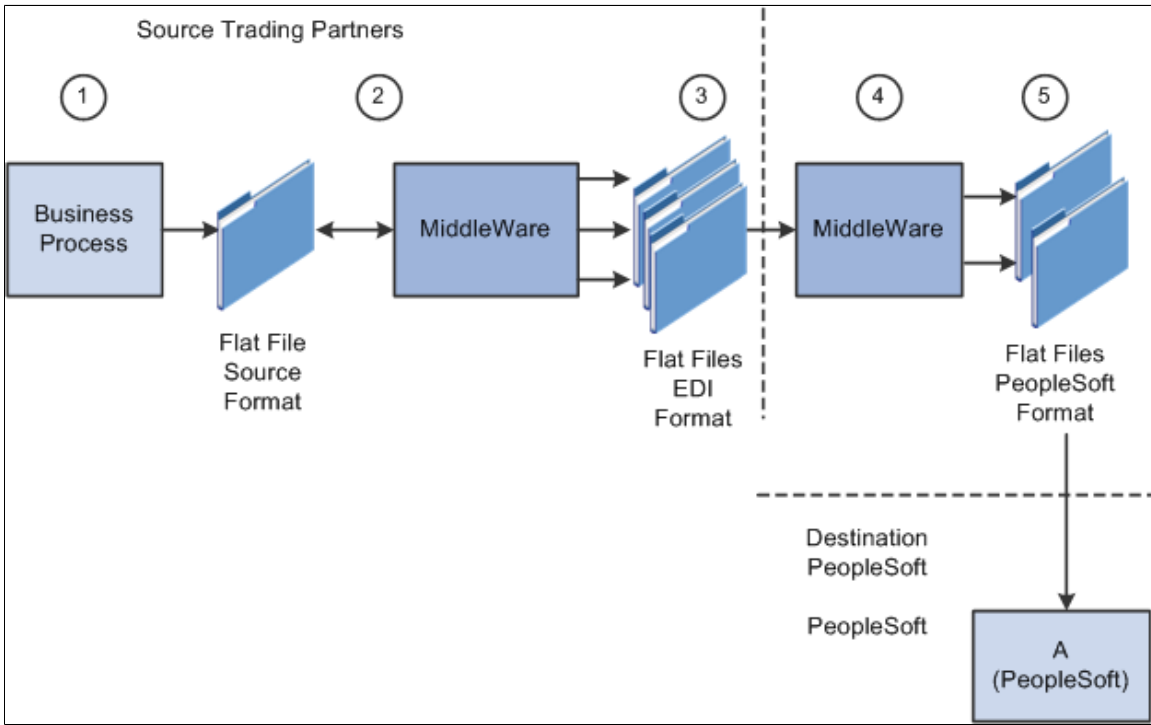 Source Trading Partners
1
2
3
4
5
Business
Process
MiddleWare
MiddleWare
Flat File
Source
Format
Flat Files
EDI
Format
Flat Files
PeopleSoft
Format
Destination
PeopleSoft
PeopleSoft
A
(PeopleSoft)